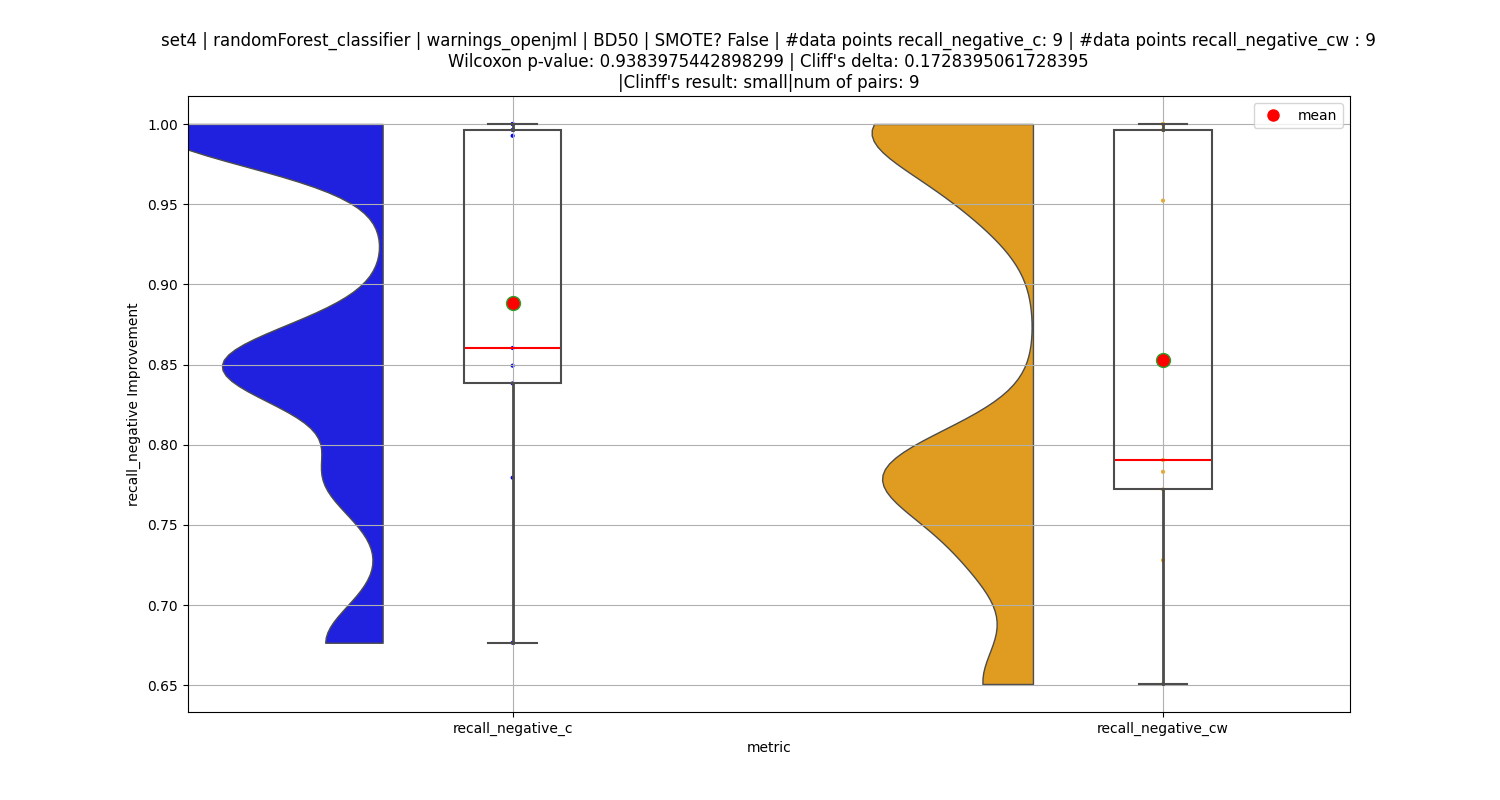 set4 | randomForest_classifier | warnings_openjml | BD50 | SMOTE? False | #data points recall_negative_c: 9 | #data points recall_negative_cw : 9
Wilcoxon p-value: 0.9383975442898299 | Cliff's delta: 0.1728395061728395
|Clinff's result: small|num of pairs: 9
mean
1.00
0.95
0.90
0.85
0.80
0.75
0.70
0.65
recall_negative Improvement
recall_negative_c
recall_negative_cw
metric